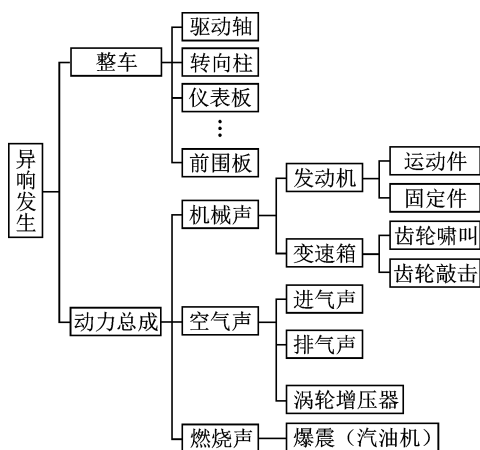 异响发生
整车
驱动轴
转向柱
仪表板
⋮
前围板
动力总成
机械声
发动机
运动件
固定件
变速箱
齿轮啸叫
齿轮敲击
空气声
进气声
排气声
涡轮增压器
燃烧声
爆震（汽油机）